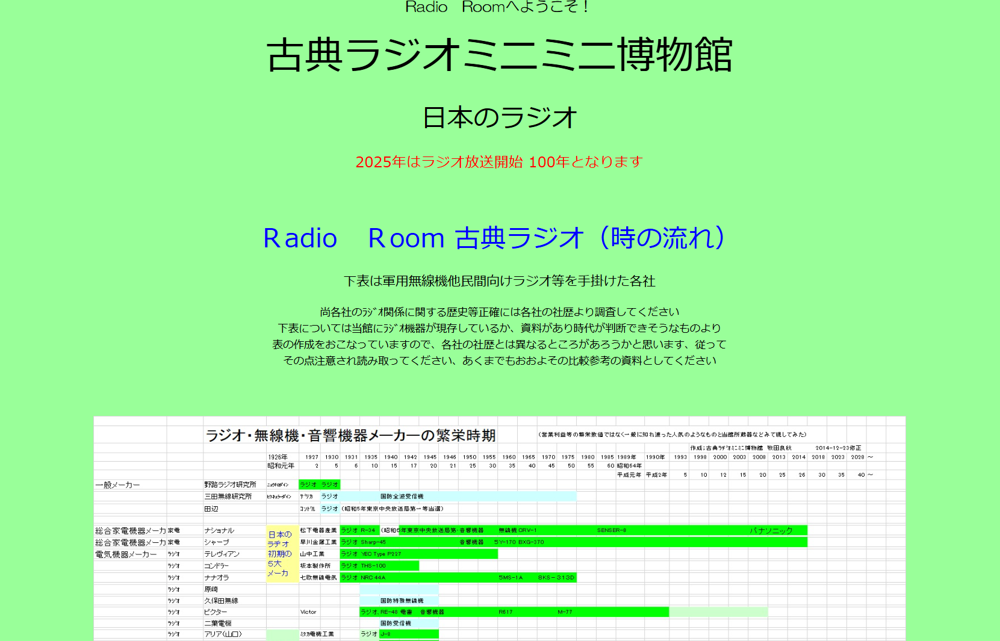 Radio　Roomへようこそ！
古典ラジオミニミニ博物館
日本のラジオ
2025年はラジオ放送開始 100年となります
Ｒadio　Ｒoom 古典ラジオ（時の流れ）
下表は軍用無線機他民間向けラジオ等を手掛けた各社
尚各社のﾗｼﾞｵ関係に関する歴史等正確には各社の社歴より調査してください
下表については当館にﾗｼﾞｵ機器が現存しているか、資料があり時代が判断できそうなものより
表の作成をおこなっていますので、各社の社歴とは異なるところがあろうかと思います、従って
その点注意され読み取ってください、あくまでもおおよその比較参考の資料としてください
ラジオ・無線機・音響機器メーカーの繁栄時期 （営業利益等の繁栄数値ではなく一般に知れ渡った人気のようなものと当館所蔵器などみて現してみた）
作成；古典ﾗﾁﾞｵﾐﾆﾐﾆ博物館 牧田良秋 2014-12-23修正
1926年 1927 1930 1931 1935 1940 1942 1945 1946 1950 1955 1960 1965 1970 1975 1980 1985 1989年 1990年 1993 1998 2000 2003 2008 2013 2014 2018 2023 2028 ～
昭和元年 2 5 6 10 15 17 20 21 25 30 35 40 45 50 55 60 昭和64年
平成元年 平成2年 5 10 12 15 20 25 26 30 35 40 ～
一般メーカー 野路ラジオ研究所 ﾆｭｳﾄﾛﾀﾞｲﾝ ラジオ ラジオ
三田無線研究所 ﾃﾞﾘカ ラジオ 国防全波受信機
田辺 ｺﾝﾄﾞﾙ ラジオ （昭和5年東京中央放送局第一等当選）
総合家電機器メーカ 家電 ナショナル 松下電器産業 ラジオ R-34 （昭和6年東京中央放送局第 音響機器 無線機 CRV-1 SENSER-8 パナソニック
総合家電機器メーカ 家電 シャープ 早川金属工業 ラジオ Sharp-45 音響機器 5Y-170 BXG-370
日本の
ラヂオ
初期の
5大
メーカ
電気機器メーカー ﾗｼﾞｵ テレヴィアン 山中工業 ラジオ YEO Type P227
ﾗｼﾞｵ コンドラー 坂本製作所 ラジオ THS-100
ﾗｼﾞｵ ナナオラ 七欧無線電気 ラジオ NRC 44A 5MS-1A 8KS-313D
ﾗｼﾞｵ 原崎
ﾗｼﾞｵ 久保田無線 国防特殊無線機
ﾗｼﾞｵ ビクター Victor ラジオ、RE-48 電蓄 音響機器 R617 M-77
ﾗｼﾞｵ 二葉電機 国防受信機
ﾗｼﾞｵ アリア（山口） ﾐﾀカ電機工業 ラジオ J-8